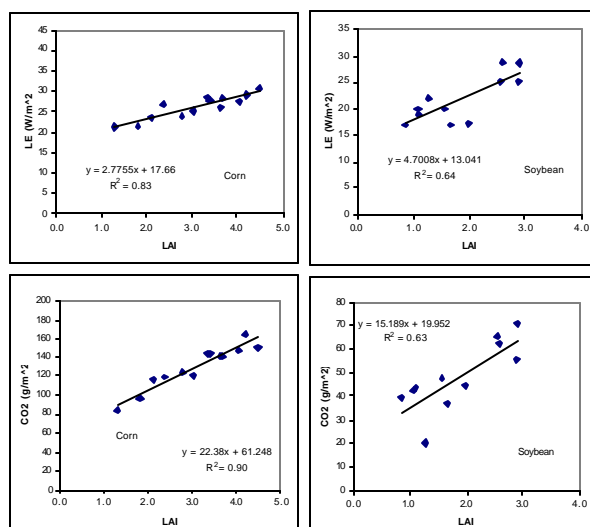 LE (W/m^2
45
40
35
30
25
20
15
10
5
0
y = 2.7755x + 17.66
R2 = 0.83
Corn
0.0 1.0 2.0 3.0 4.0 5.0
LAI
LE (W/m^2)
35
30
25
20
15
10
5
0
y = 4.7008x + 13.041
R2 = 0.64
Soybean
0.0 1.0 2.0 3.0 4.0
LAI
CO2 (g/m^2
200
180
160
140
120
100
80
60
40
20
0
Corn
y = 22.38x + 61.248
R2 = 0.90
0.0 1.0 2.0 3.0 4.0 5.0
LAI
CO2 (g/m^2)
80
70
60
50
40
30
20
10
0
y = 15.189x + 19.952
R2 = 0.63
Soybean
0.0 1.0 2.0 3.0 4.0
LAI